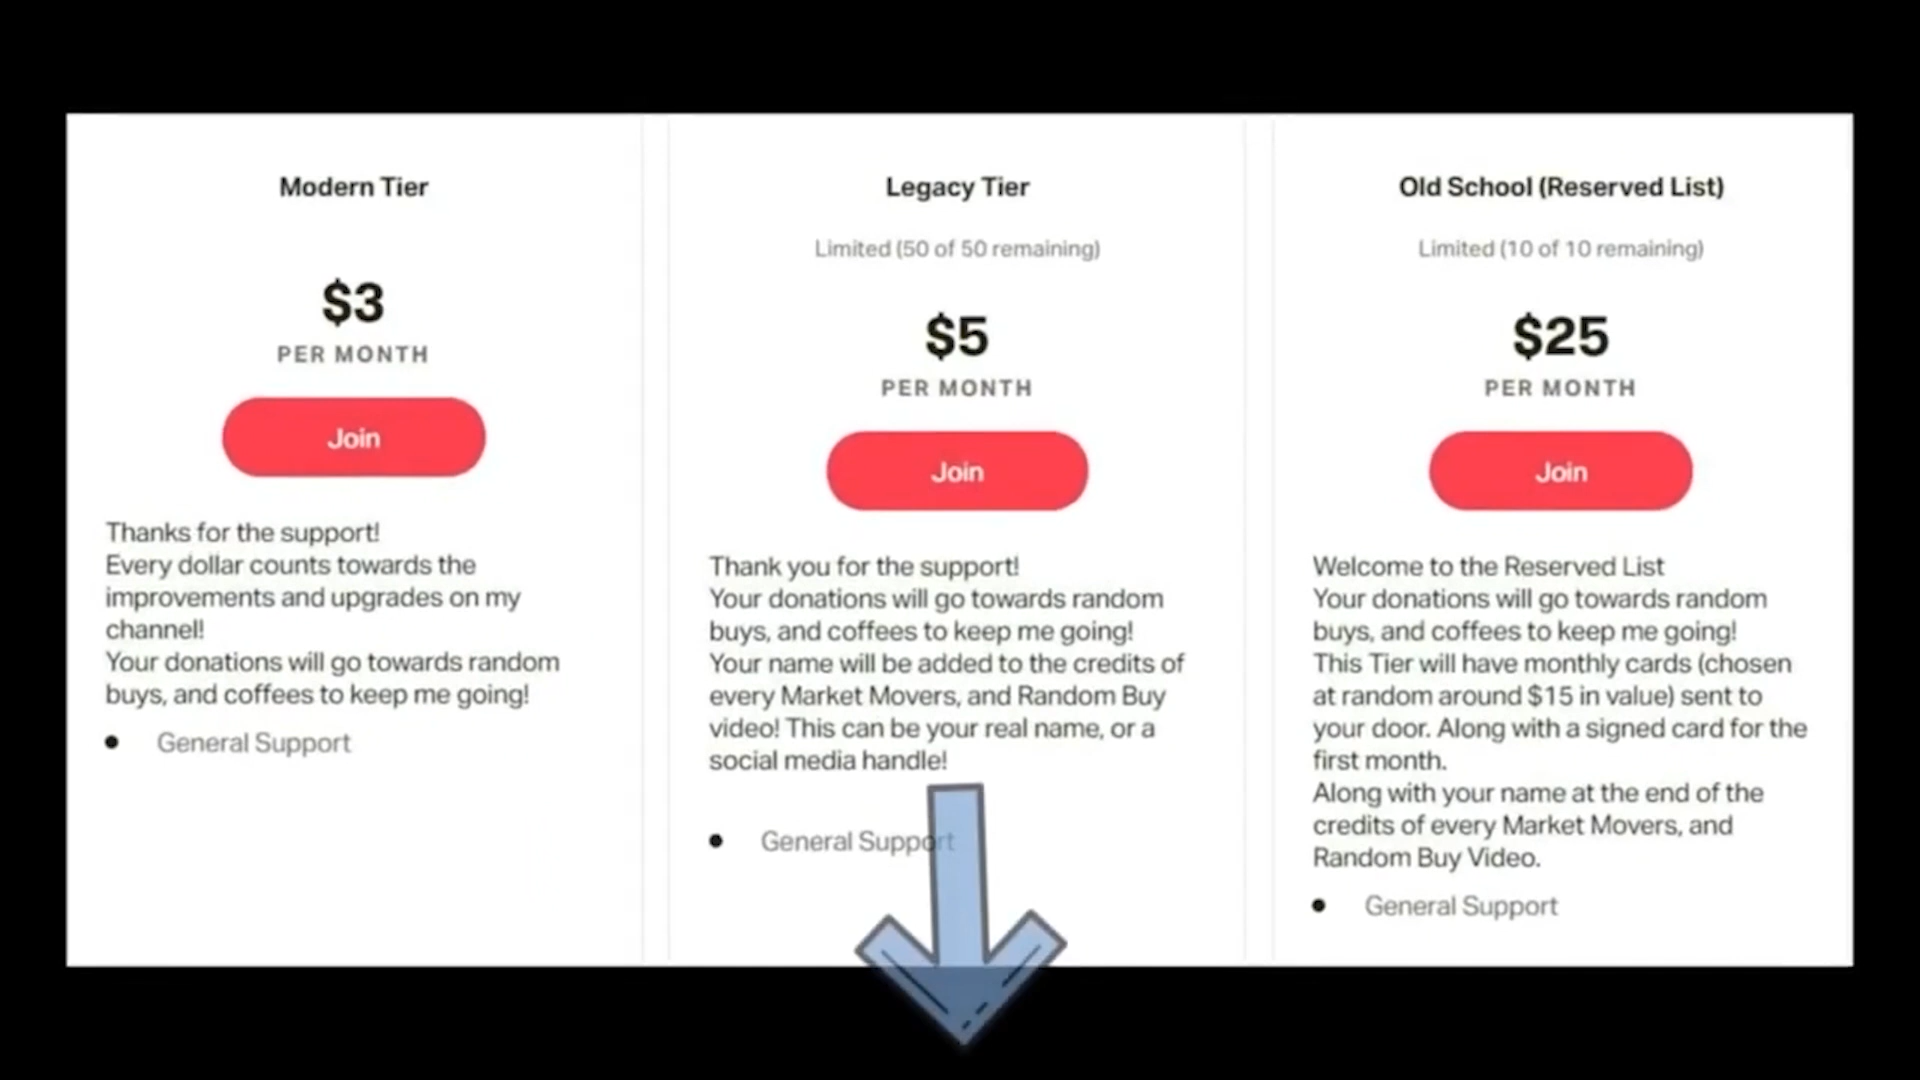 Modern Tier
$3
PER MONTH
Join
Thanks for the support!
Every dollar counts towards the
improvements and upgrades on my
channel!
Your donations will go towards random
buys, and coffees to keep me going!
General Support
Legacy Tier
Limited (50 of 50 remaining)
$5
PER MONTH
Join
Thank you for the support!
Your donations will go towards random
buys, and coffees to keep me going!
Your name will be added to the credits of
every Market Movers, and Random Buy
video! This can be your real name, or a
social media handle!
General Support
Old School (Reserved List)
Limited (10 of 10 remaining)
$25
PER MONTH
Join
Welcome to the Reserved List
Your donations will go towards random
buys, and coffees to keep me going!
This Tier will have monthly cards (chosen
at random around $15 in value) sent to
your door. Along with a signed card for the
first month.
Along with your name at the end of the
credits of every Market Movers, and
Random Buy Video.
General Support